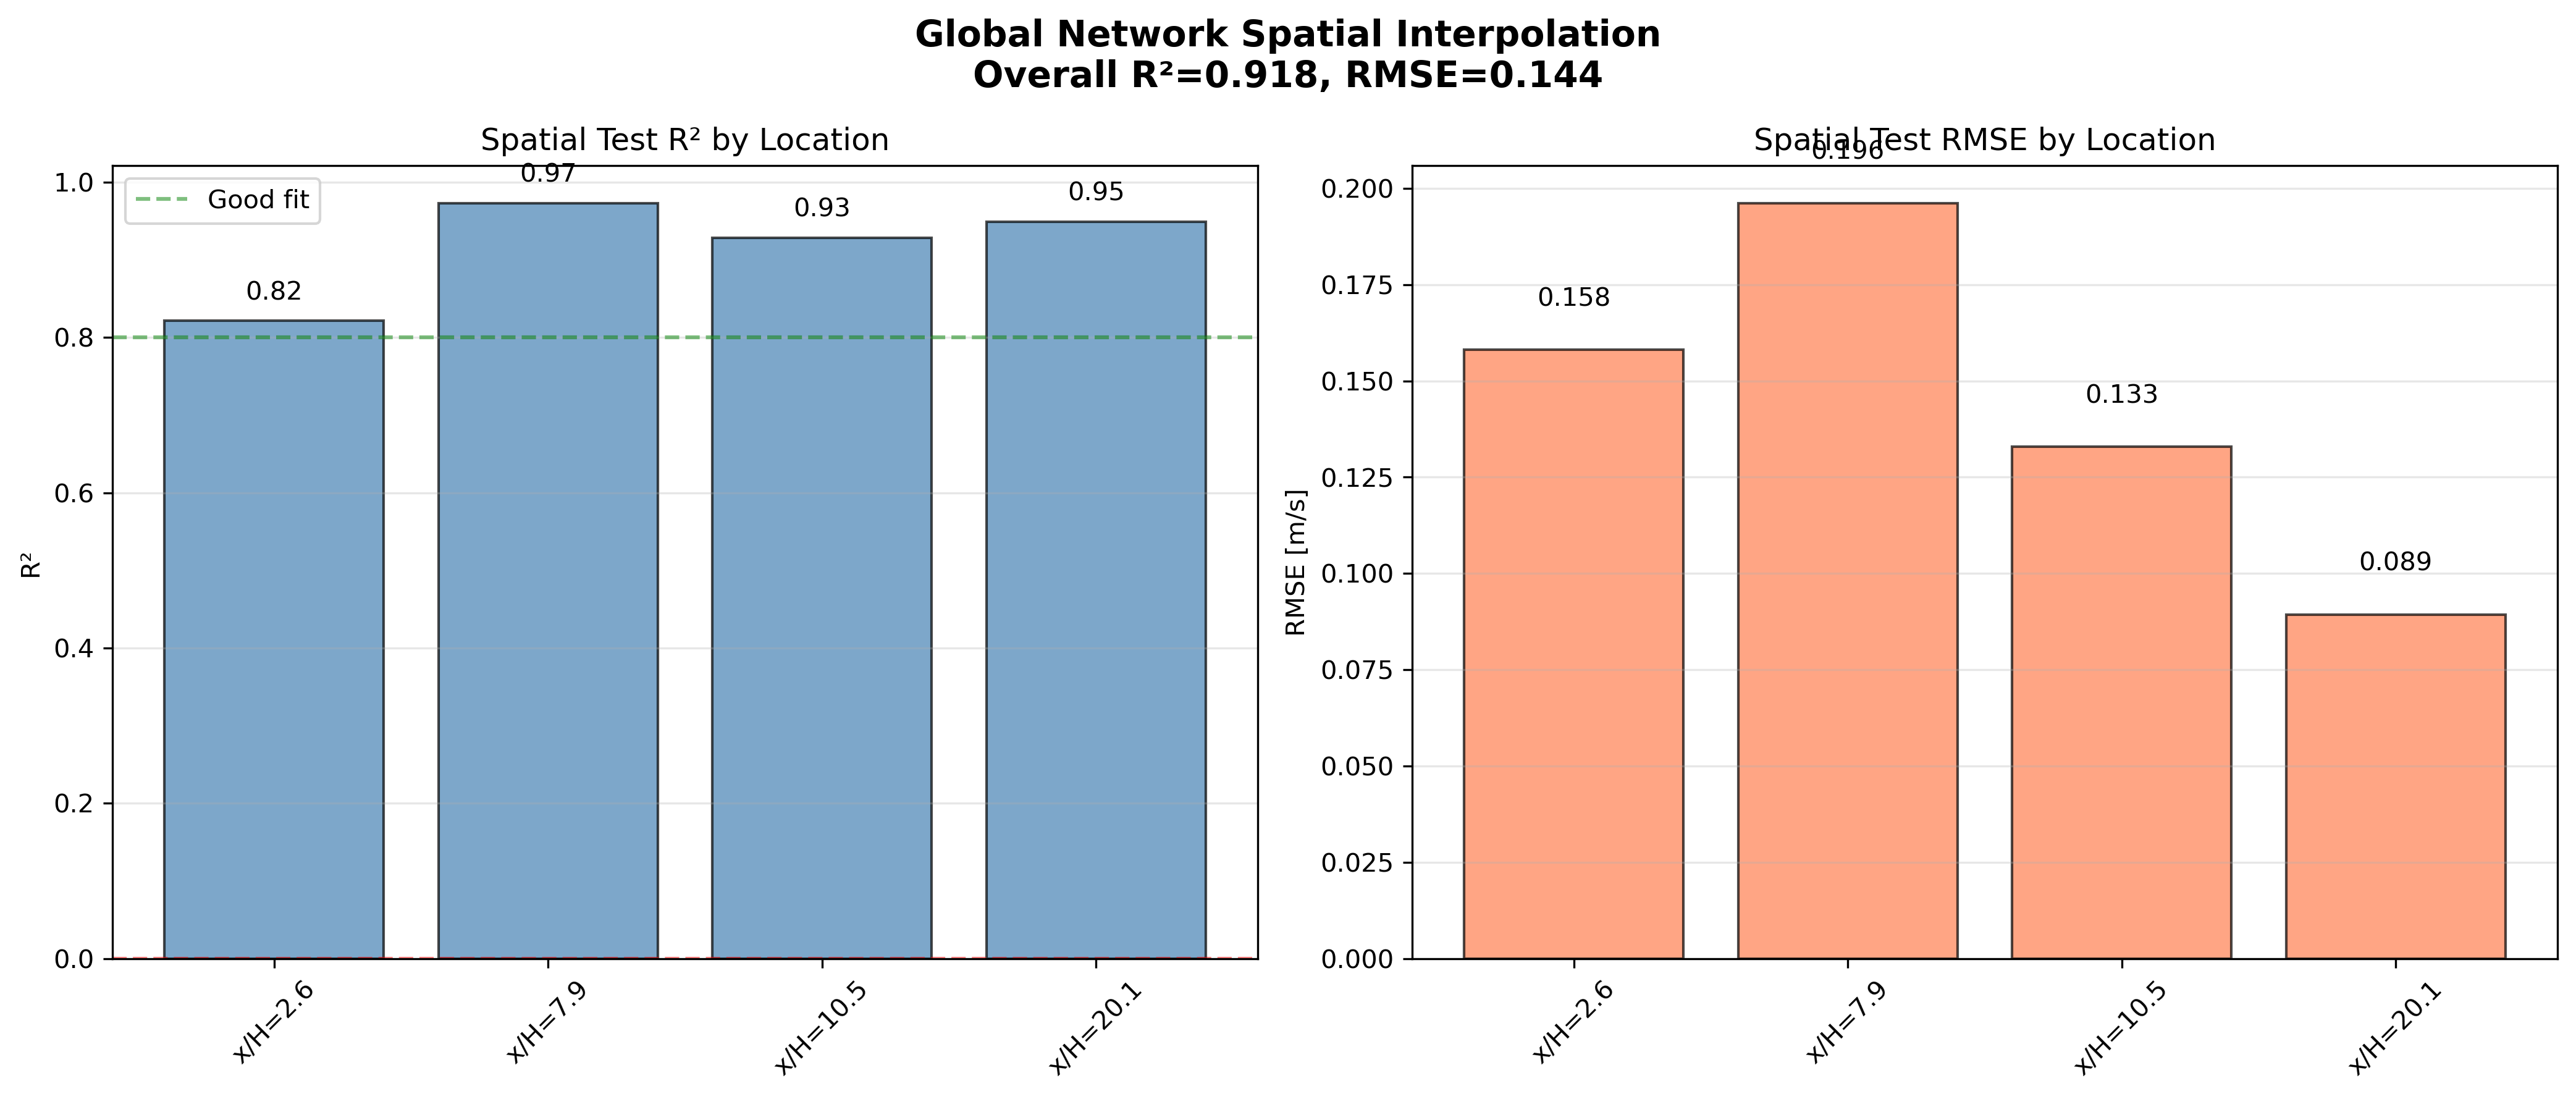 Global Network Spatial Interpolation
Overall R²=0.918, RMSE=0.144
Spatial Test R² by Location
1.0
0.8
0.6
0.4
0.2
0.0
R²
Good fit
0.82
0.97
0.93
0.95
x/H=2.6
x/H=7.9
x/H=10.5
x/H=20.1
Spatial Test RMSE by Location
0.200
0.175
0.150
0.125
0.100
0.075
0.050
0.025
0.000
RMSE [m/s]
0.158
0.196
0.133
0.089
x/H=2.6
x/H=7.9
x/H=10.5
x/H=20.1